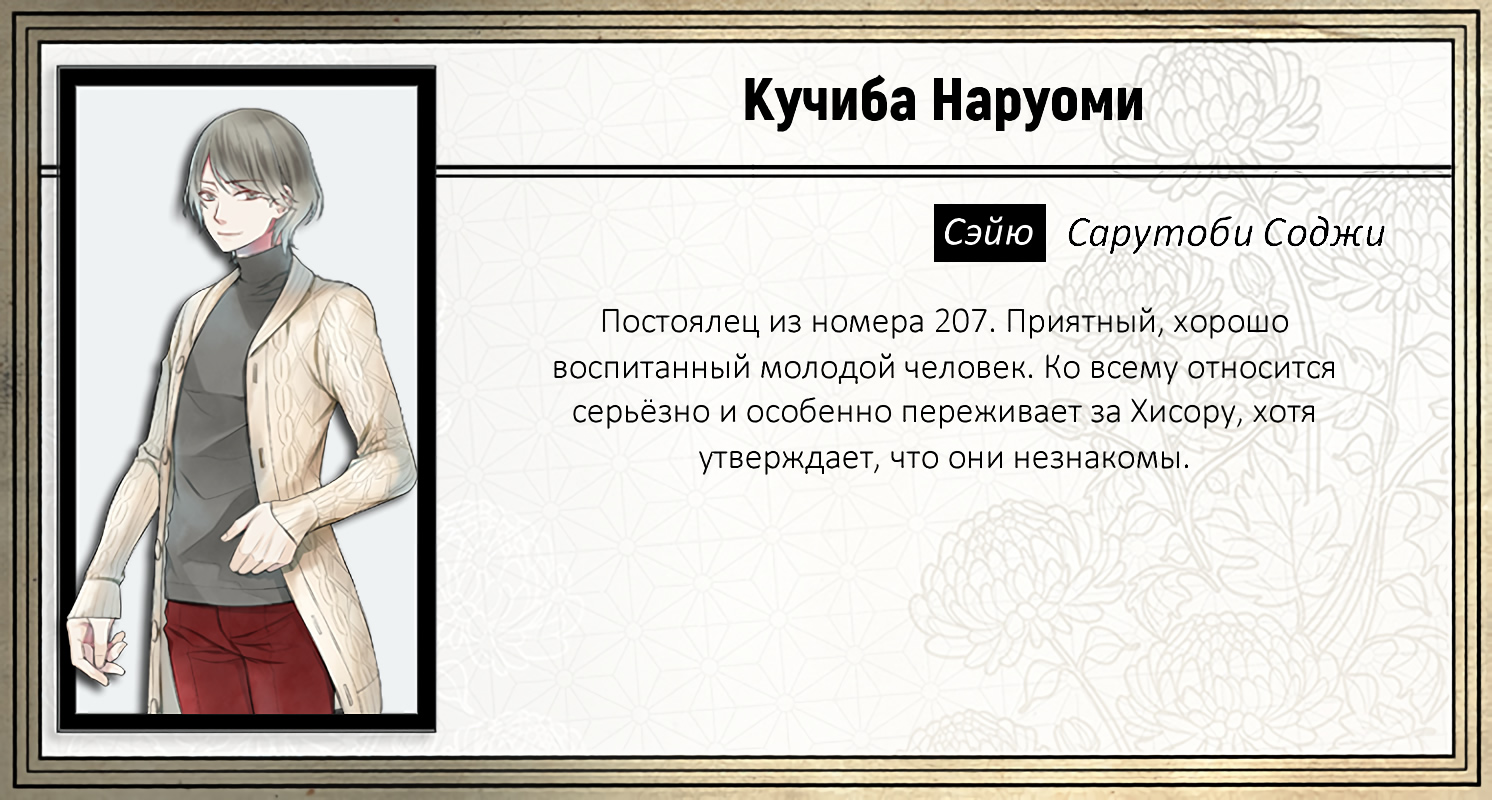 Кучиба Наруоми
Сэйю Сарутоби Соджи
Постоялец из номера 207. Приятный, хорошо
воспитанный молодой человек. Ко всему относится
серьёзно и особенно переживает за Хисору, хотя
утверждает, что они незнакомы.